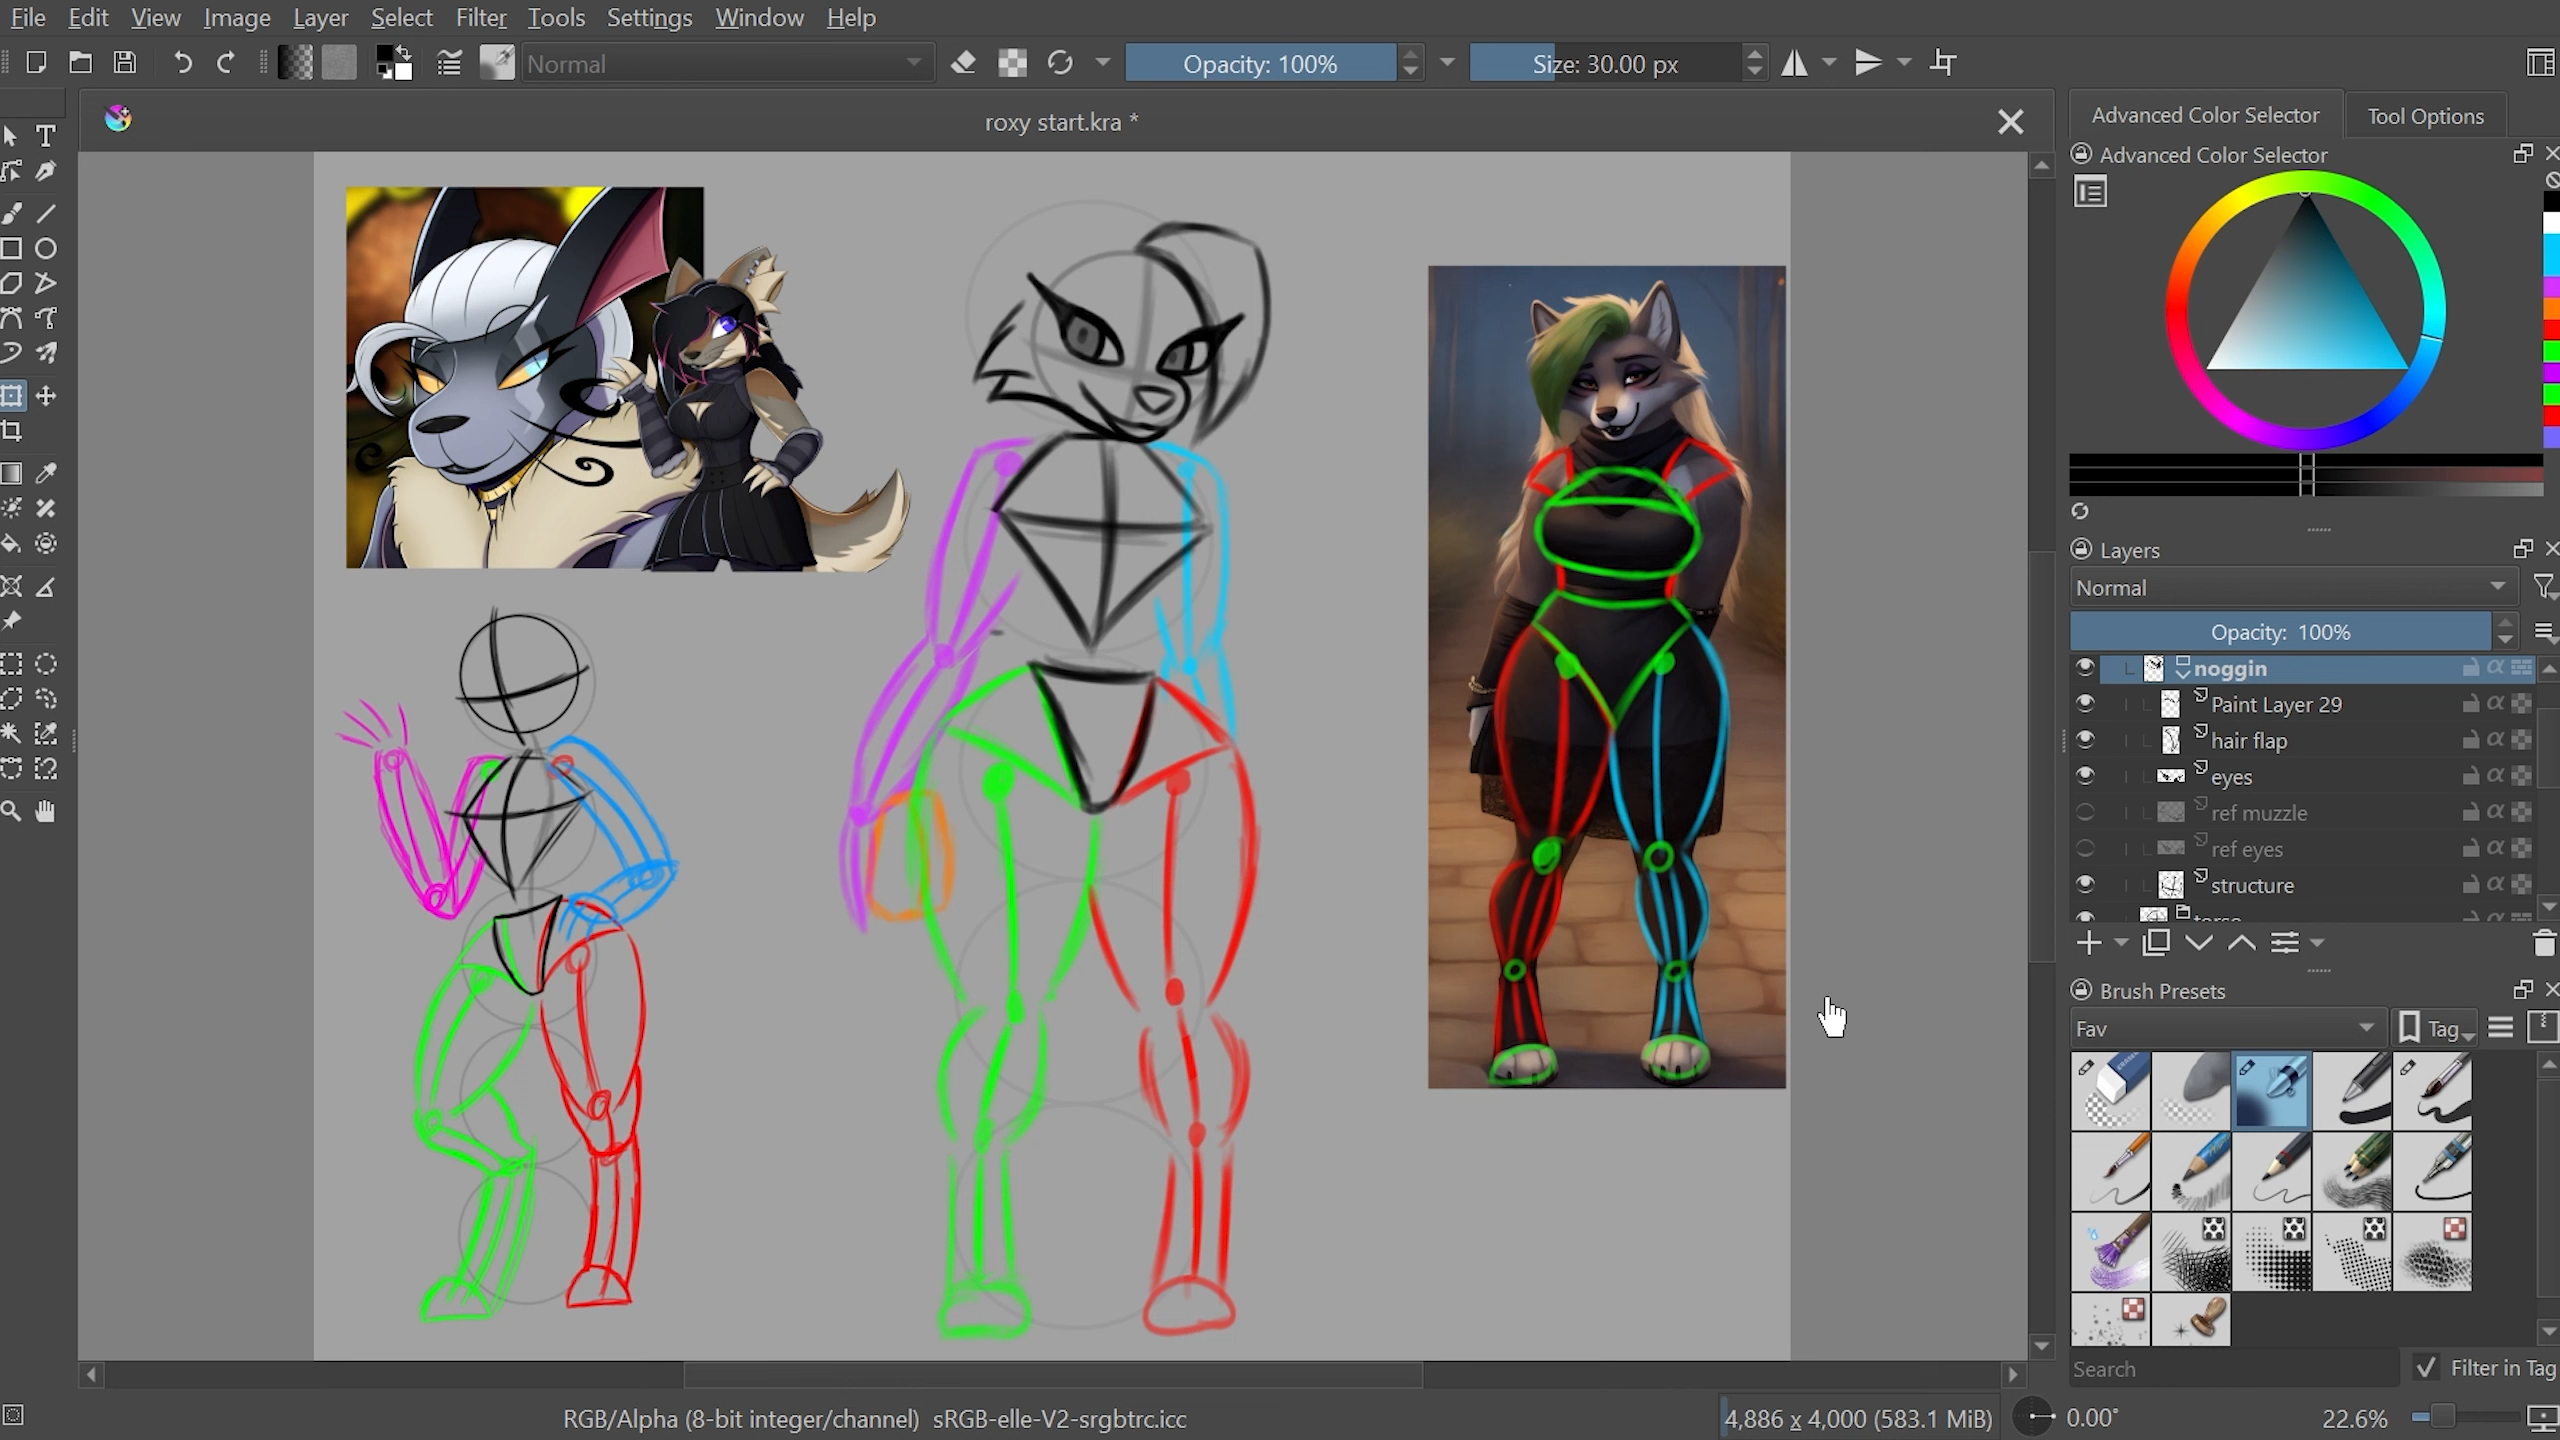 File Edit View Image Layer Select Filter Tools Settings Window Help
Normal
Opacity: 100%
Size: 30.00 px
roxy start.kra *
Advanced Color Selector
Tool Options
Advanced Color Selector
Layers
Normal
Opacity: 100%
noggin
Paint Layer 29
hair flap
eyes
ref muzzle
ref eyes
structure
Brush Presets
Fav
Tag
Search
Filter in Tag
RGB/Alpha (8-bit integer/channel) sRGB-elle-V2-srgbtrc.icc
4,886 x 4,000 (583.1 MiB)
0.00°
22.6%